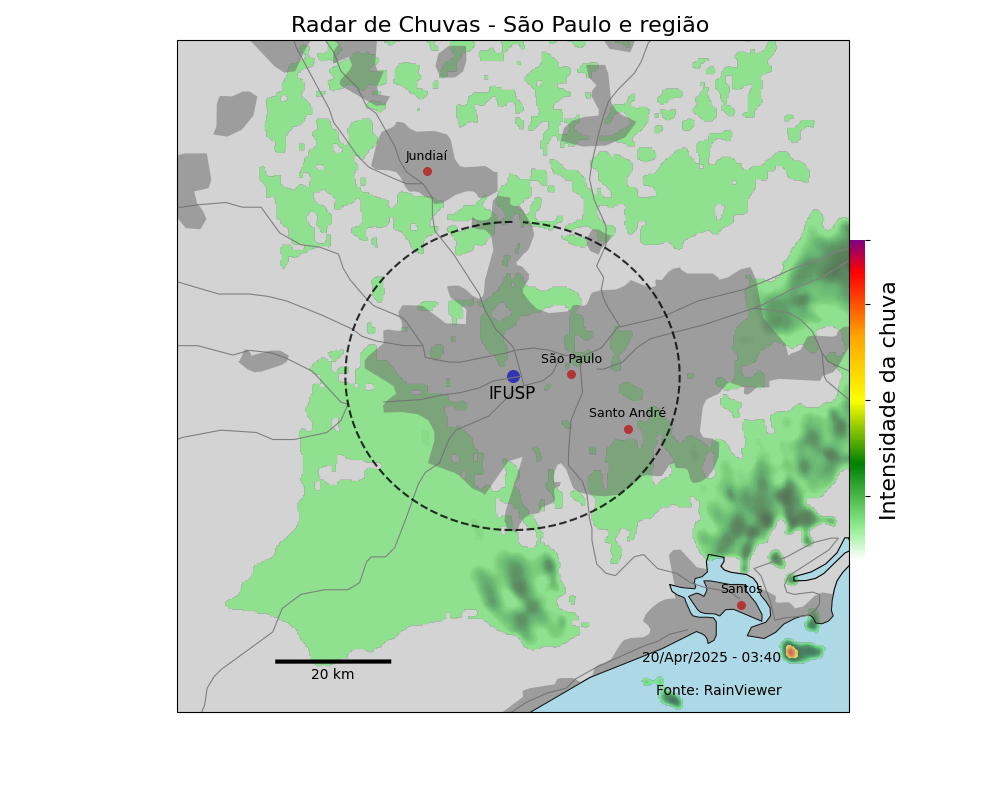 Radar de Chuvas - São Paulo e região
Jundiaí
São Paulo
IFUSP
Santo André
Intensidade da chuva
Santos
20/Apr/2025 - 03:40
20 km
Fonte: RainViewer